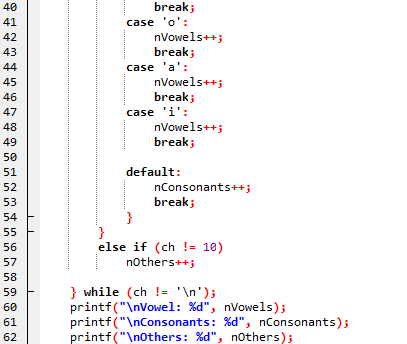 40 break;
41 case 'o':
42 nVowels++;
43 break;
44 case 'a':
45 nVowels++;
46 break;
47 case 'i':
48 nVowels++;
49 break;
50
51 default:
52 nConsonants++;
53 break;
54 }
55 }
56 else if (ch != 10)
57 nOthers++;
58
59 } while (ch != '\n');
60 printf("\nVowel: %d", nVowels);
61 printf("\nConsonants: %d", nConsonants);
62 printf("\nOthers: %d", nOthers);